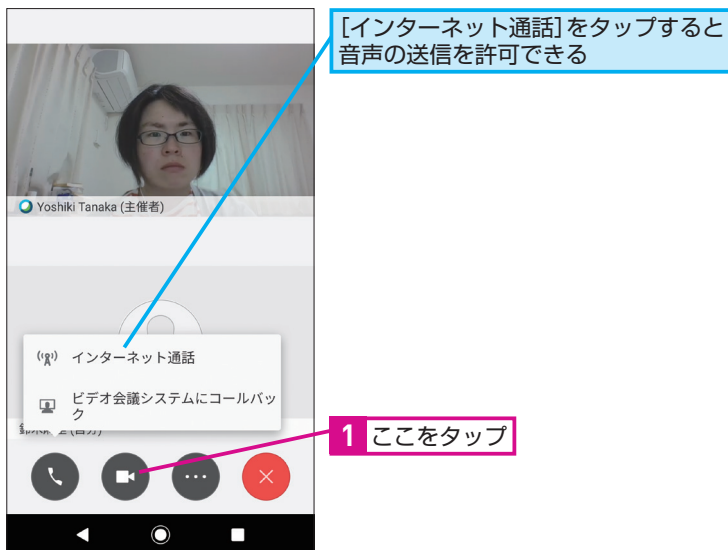 [インターネット通話]をタップすると
音声の送信を許可できる
Yoshiki Tanaka (主催者)
インターネット通話
ビデオ会議システムにコールバッ
ク
(自分)
1 ここをタップ